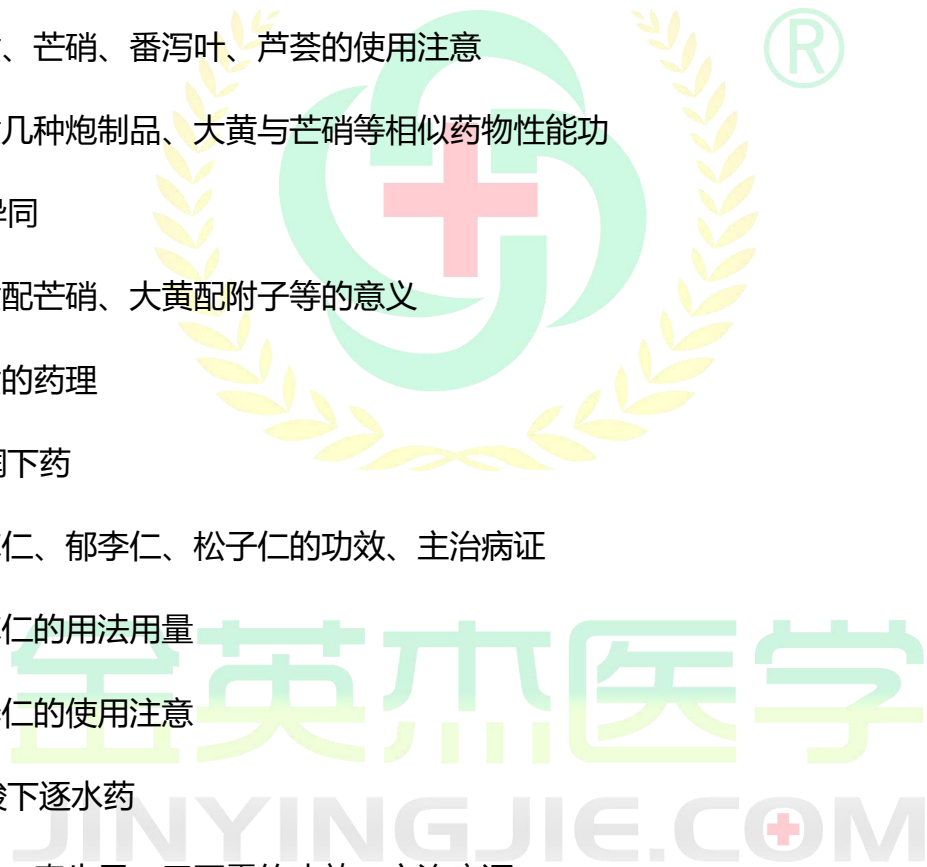 、芒硝、番泻叶、芦荟的使用注意
几种炮制品、大黄与芒硝等相似药物性能功
异同
配芒硝、大黄配附子等的意义
的药理
润下药
仁、郁李仁、松子仁的功效、主治病证
仁的用法用量
仁的使用注意
峻下逐水药
金英杰医学
JINYINGJIE.COM
®